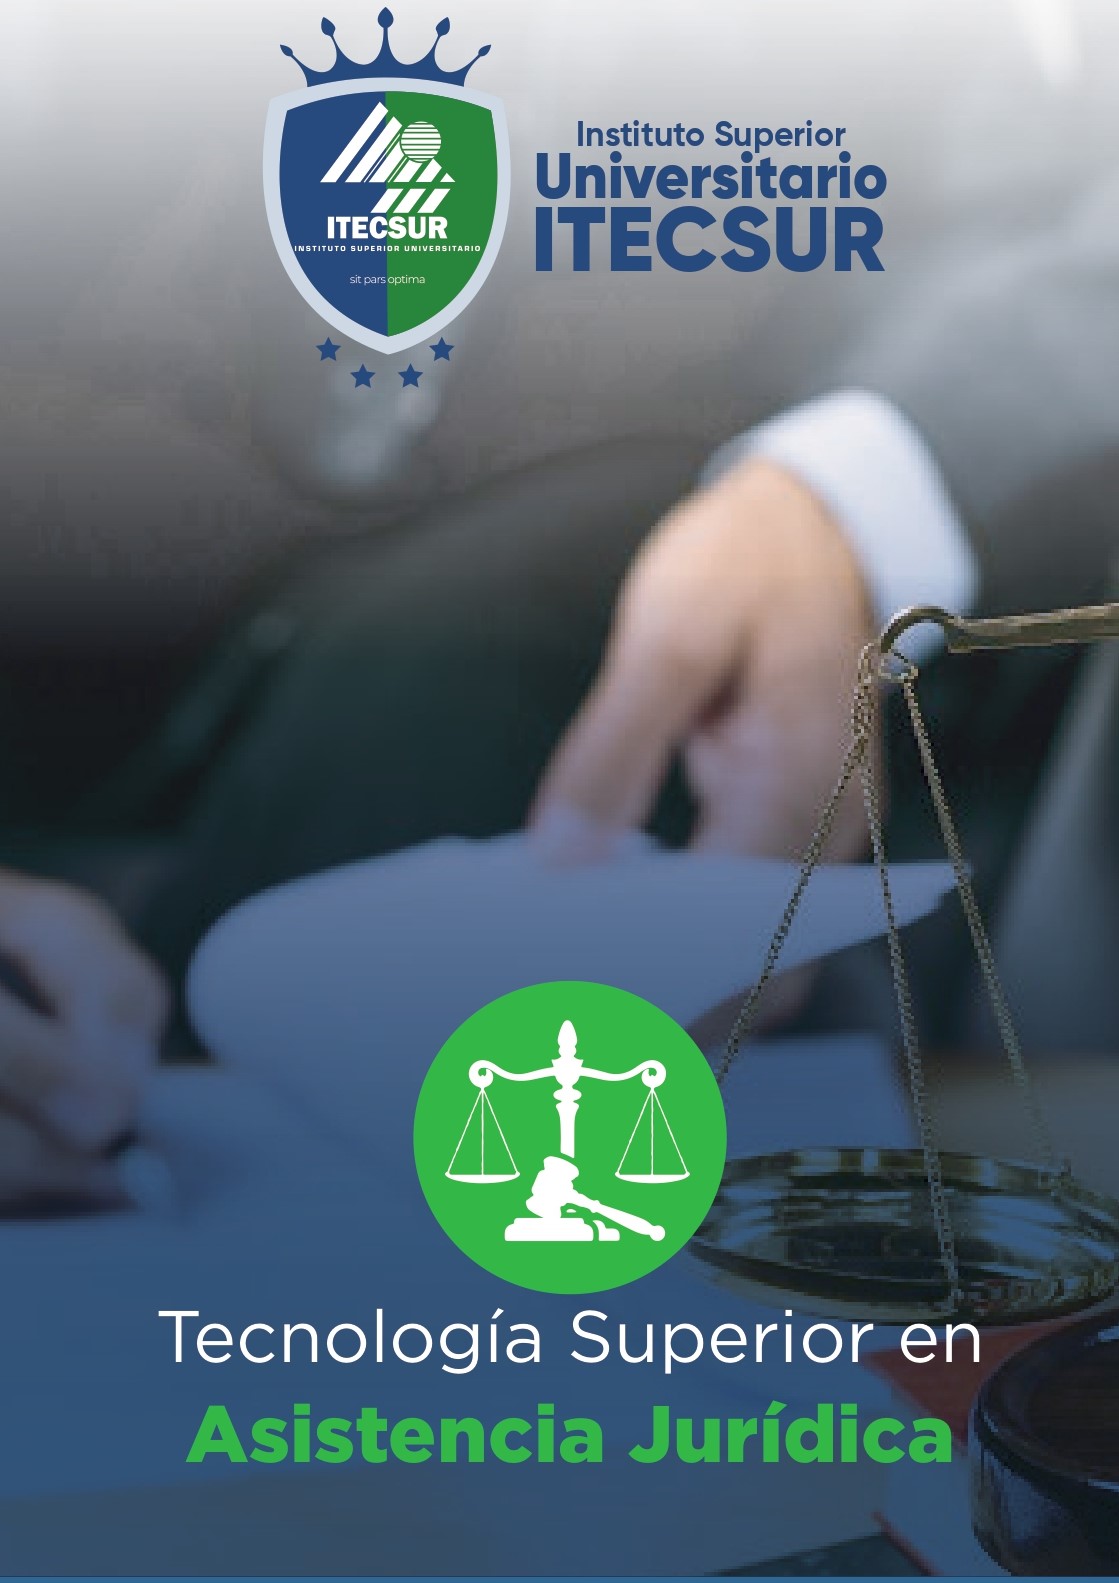 ITECSUR
INSTITUTO SUPERIOR UNIVERSITARIO
sit pars optima
Instituto Superior
Universitario
ITECSUR
Tecnología Superior en
Asistencia Jurídica